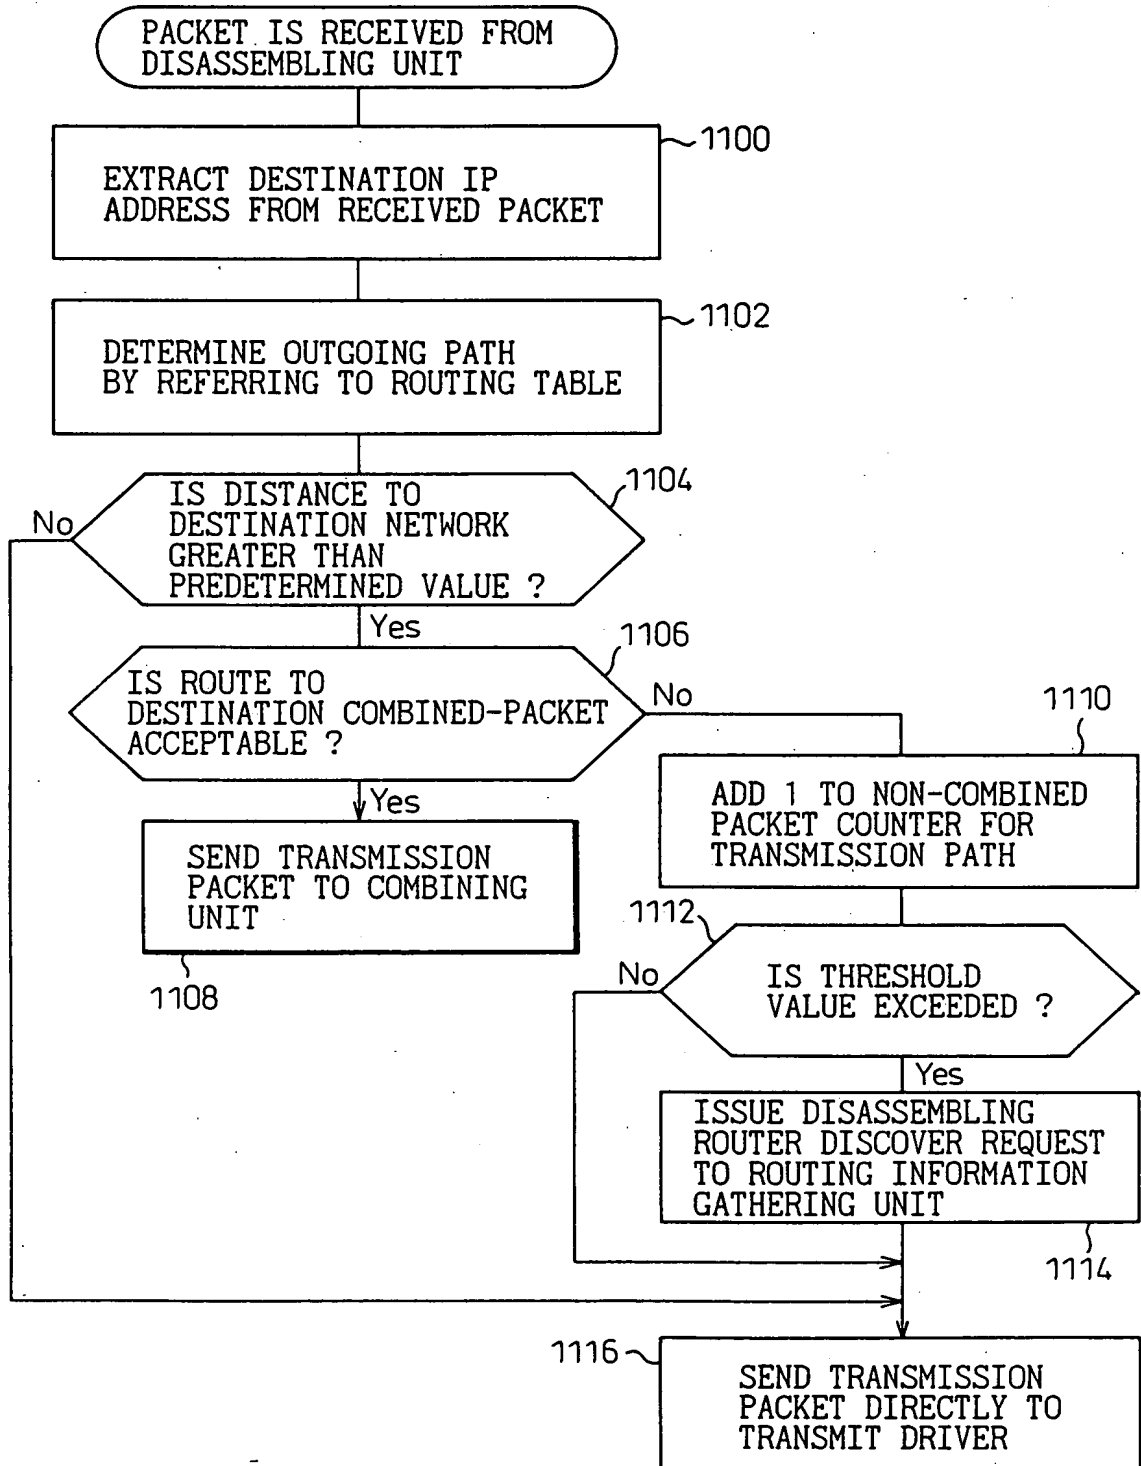 PACKET IS RECEIVED FROM
DISASSEMBLING UNIT
1100
EXTRACT DESTINATION IP
ADDRESS FROM RECEIVED PACKET
1102
DETERMINE OUTGOING PATH
BY REFERRING TO ROUTING TABLE
1104
IS DISTANCE TO
DESTINATION NETWORK
GREATER THAN
PREDETERMINED VALUE ?
No
Yes
1106
IS ROUTE TO
DESTINATION COMBINED-PACKET
ACCEPTABLE ?
No
Yes
SEND TRANSMISSION
PACKET TO COMBINING
UNIT
1108
1110
ADD 1 TO NON-COMBINED
PACKET COUNTER FOR
TRANSMISSION PATH
1112
No
IS THRESHOLD
VALUE EXCEEDED ?
Yes
ISSUE DISASSEMBLING
ROUTER DISCOVER REQUEST
TO ROUTING INFORMATION
GATHERING UNIT
1114
1116
SEND TRANSMISSION
PACKET DIRECTLY TO
TRANSMIT DRIVER